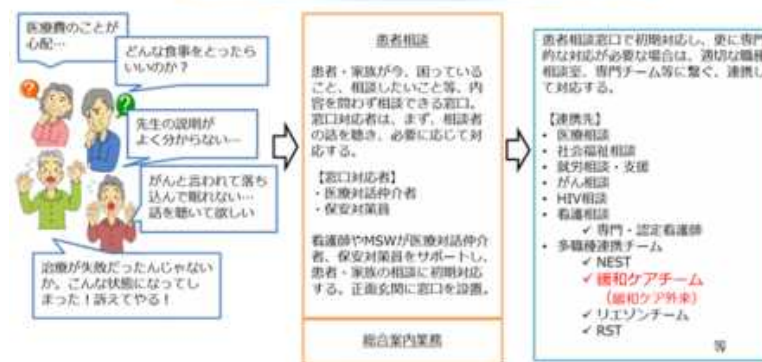 医療費のことが
心配…
どんな食事をとったら
いいのか？
先生の説明が
よく分からない…
がんと言われて落ち
込んで眠れない…
話を聴いて欲しい
治療が失敗だったんじゃない
か。こんな状態になってし
まった！訴えてやる！
患者相談
患者・家族が今、困っている
こと、相談したいこと等、内
容を問わず相談できる窓口。
窓口対応者は、まず、相談者
の話を聴き、必要に応じて対
応する。
【窓口対応者】
・医療対話仲介者
・保安対策員
看護師やMSWが医療対話仲介
者、保安対策員をサポートし、
患者・家族の相談に初期対応
する。正面玄関に窓口を設置。
総合案内業務
患者相談窓口で初期対応し、更に専門
的な対応が必要な場合は、適切な職種
相談室、専門チーム等に繋ぐ、連携し
て対応する。
【連携先】
• 医療相談
• 社会福祉相談
• 就労相談・支援
• がん相談
• HIV相談
• 看護相談
✓ 専門・認定看護師
• 多職種連携チーム
✓ NEST
✓ 緩和ケアチーム
（緩和ケア外来）
✓ リエゾンチーム
✓ RST
等